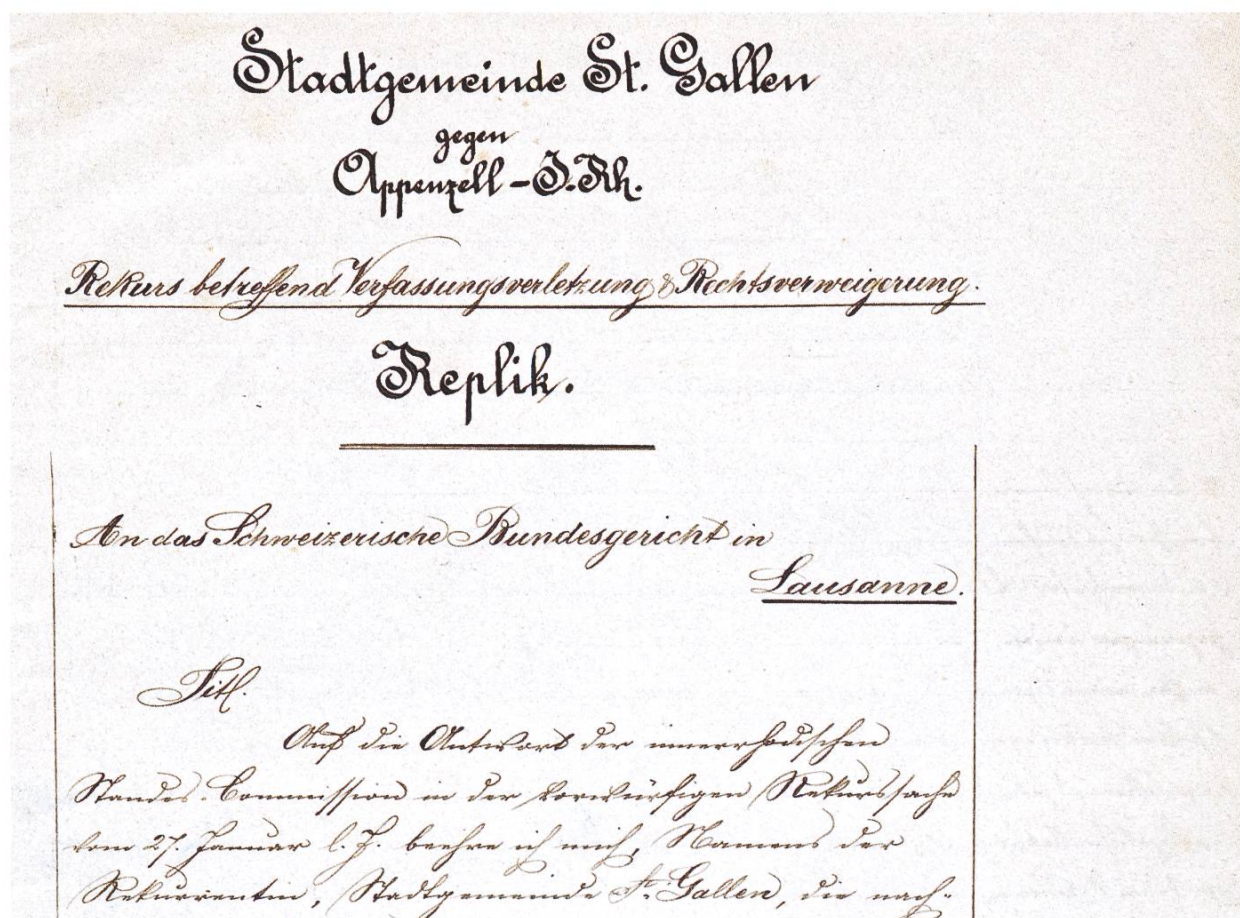 Stadtgemeinde St. Gallen
gegen
Appenzell-I. Rh.
Rekurs betreffend Verfassungsverletzung & Rechtsverweigerung.
Replik.
An das Schweizerische Bundesgericht in
Lausanne.
Titl.
Auf die Antwort der innerrhodischen
Standes-Commission in der vorwürfigen Rekurssache
vom 27. Januar l. J. beehre ich mich, Namens der
Rekurrentin, Stadtgemeinde St. Gallen, die nach-